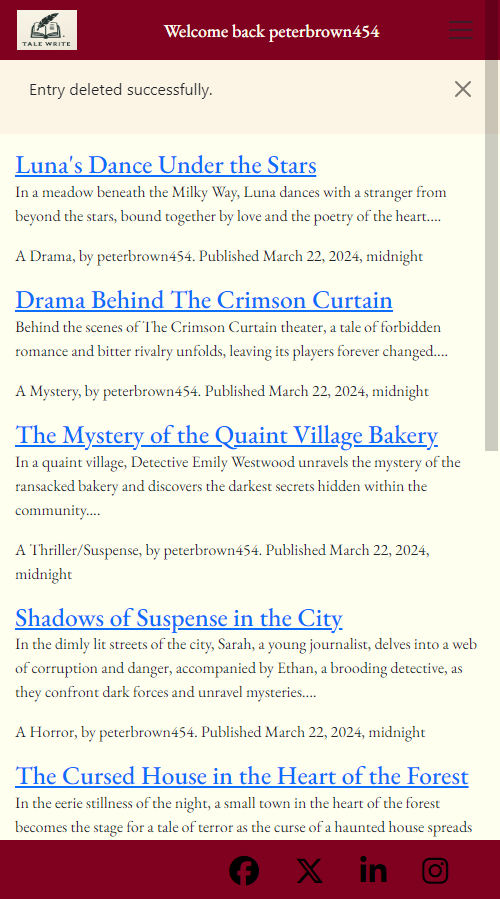 TALE WRITE
Welcome back peterbrown454
Entry deleted successfully.
Luna's Dance Under the Stars
In a meadow beneath the Milky Way, Luna dances with a stranger from
beyond the stars, bound together by love and the poetry of the heart....
A Drama, by peterbrown454. Published March 22, 2024, midnight
Drama Behind The Crimson Curtain
Behind the scenes of The Crimson Curtain theater, a tale of forbidden
romance and bitter rivalry unfolds, leaving its players forever changed....
A Mystery, by peterbrown454. Published March 22, 2024, midnight
The Mystery of the Quaint Village Bakery
In a quaint village, Detective Emily Westwood unravels the mystery of the
ransacked bakery and discovers the darkest secrets hidden within the
community....
A Thriller/Suspense, by peterbrown454. Published March 22, 2024,
midnight
Shadows of Suspense in the City
In the dimly lit streets of the city, Sarah, a young journalist, delves into a web
of corruption and danger, accompanied by Ethan, a brooding detective, as
they confront dark forces and unravel mysteries....
A Horror, by peterbrown454. Published March 22, 2024, midnight
The Cursed House in the Heart of the Forest
In the eerie stillness of the night, a small town in the heart of the forest
becomes the stage for a tale of terror as the curse of a haunted house spreads